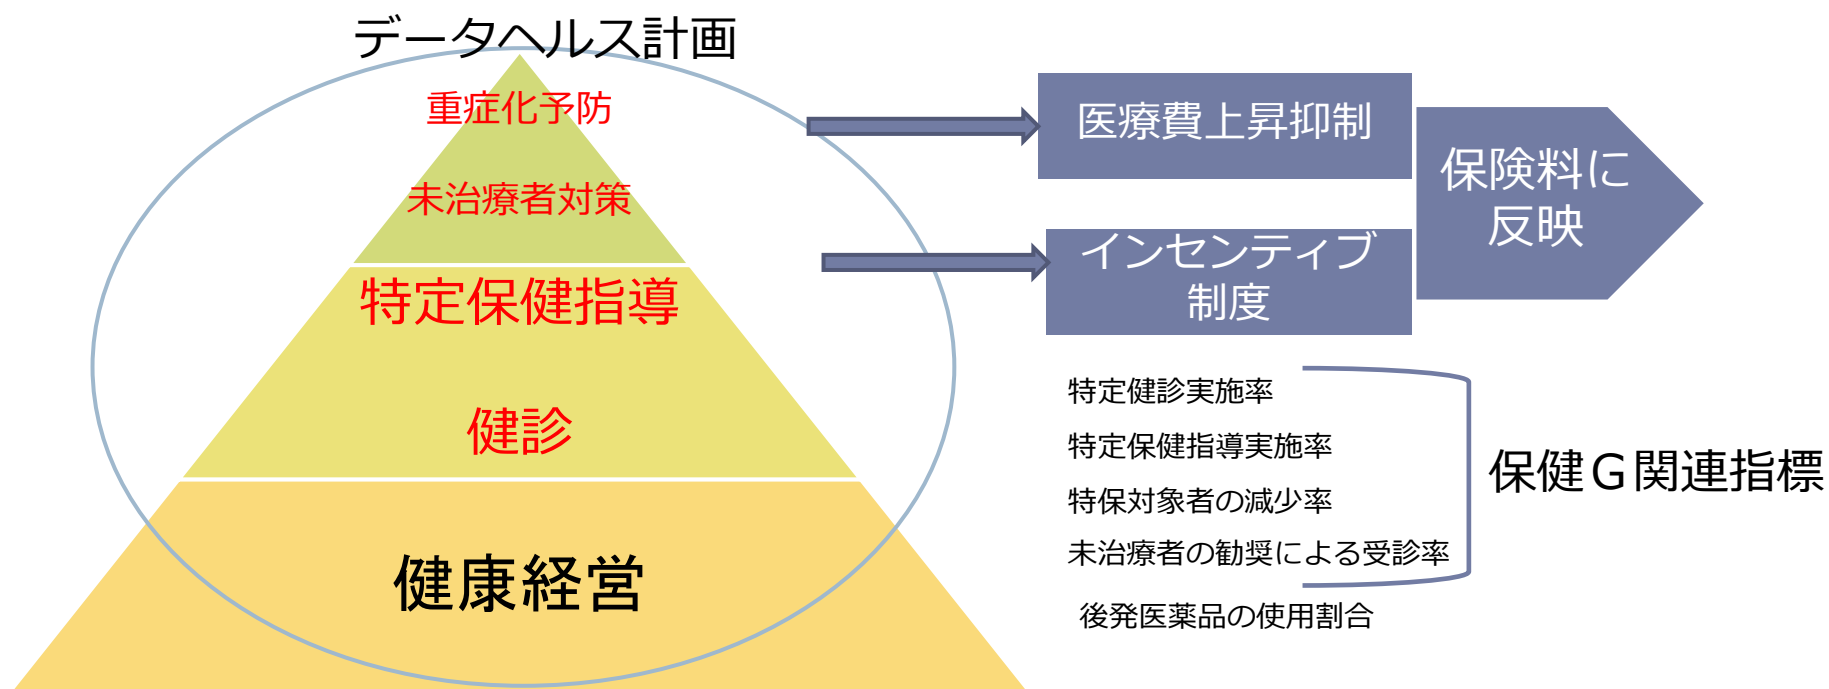 データヘルス計画
重症化予防
未治療者対策
特定保健指導
健診
健康経営
医療費上昇抑制
インセンティブ
制度
保険料に
反映
特定健診実施率
特定保健指導実施率
特保対象者の減少率
未治療者の勧奨による受診率
後発医薬品の使用割合
保健Ｇ関連指標